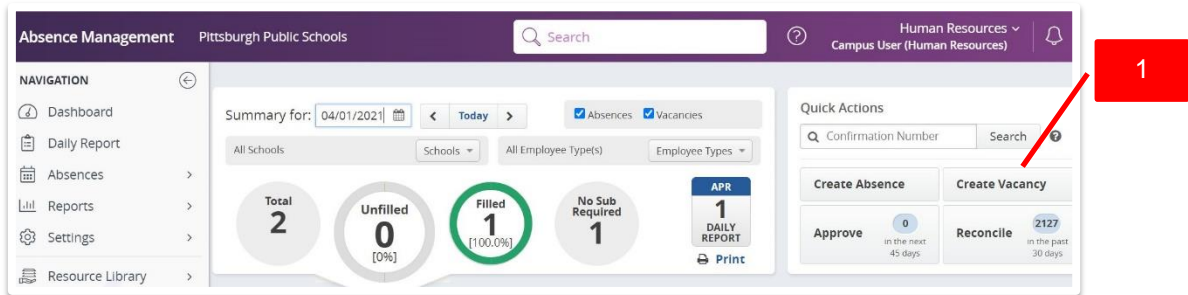 Absence Management Pittsburgh Public Schools Search Human Resources
Campus User (Human Resources)
1
NAVIGATION
Dashboard
Daily Report
Absences
Reports
Settings
Resource Library
Summary for: 04/01/2021 Today Absences Vacancies
All Schools Schools All Employee Type(s) Employee Types
Total
2
Unfilled
0
[0%]
Filled
1
[100.0%]
No Sub
Required
1
APR
1
DAILY
REPORT
Print
Quick Actions
Confirmation Number Search
Create Absence Create Vacancy
Approve 0
in the next
45 days
Reconcile 2127
in the past
30 days